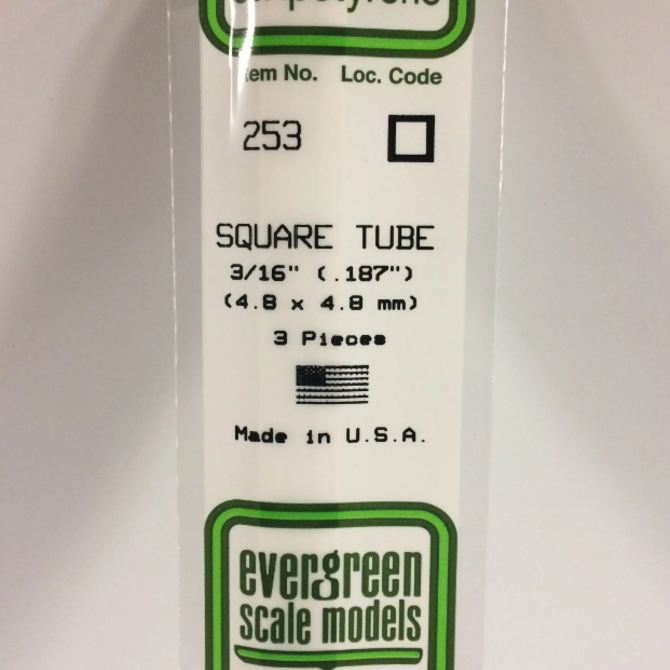 Item No. Loc. Code
253
SQUARE TUBE
3/16" (.187")
(4.8 x 4.8 mm)
3 Pieces
Made in U.S.A.
evergreen
scale models